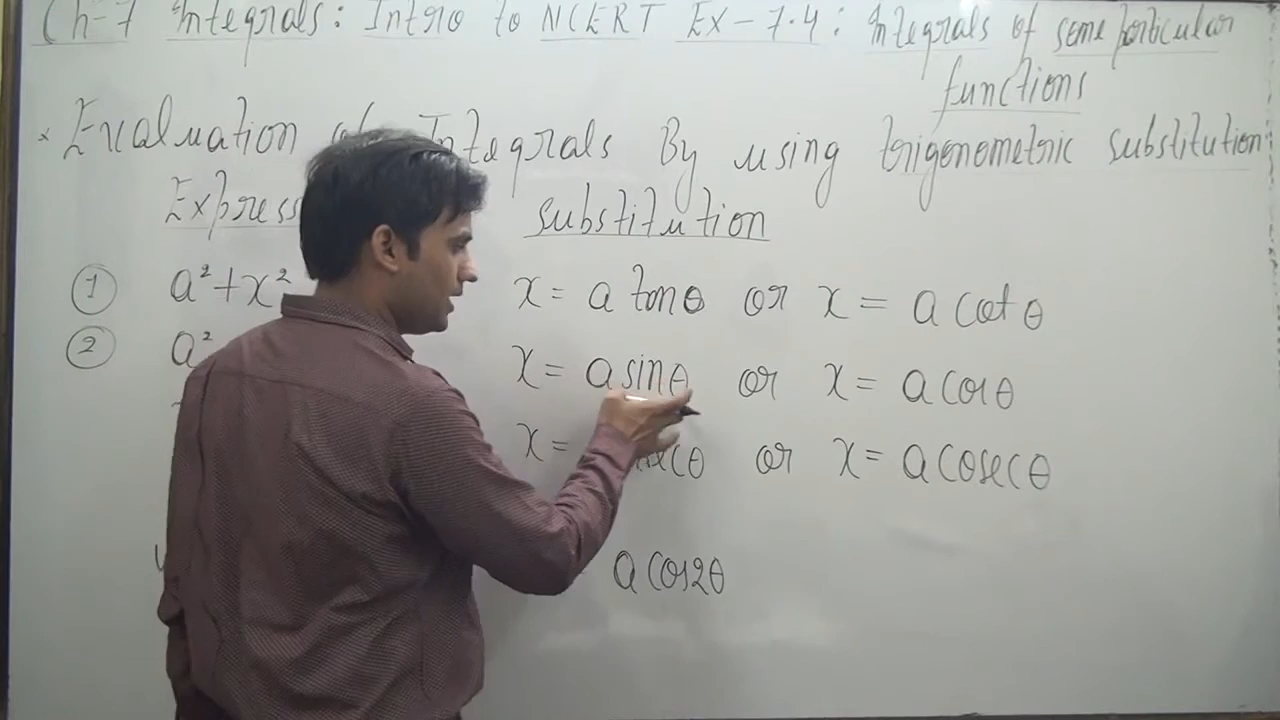 Ch-7 Integrals: Intro to NCERT Ex-7.4: Integrals of some particular
functions
* Evaluation of Integrals By using trigonometric substitution:
Express substitution
① a²+x² x = a tanθ or x = a cotθ
② a² x = a sinθ or x = a cosθ
x = secθ or x = a cosecθ
a cos2θ